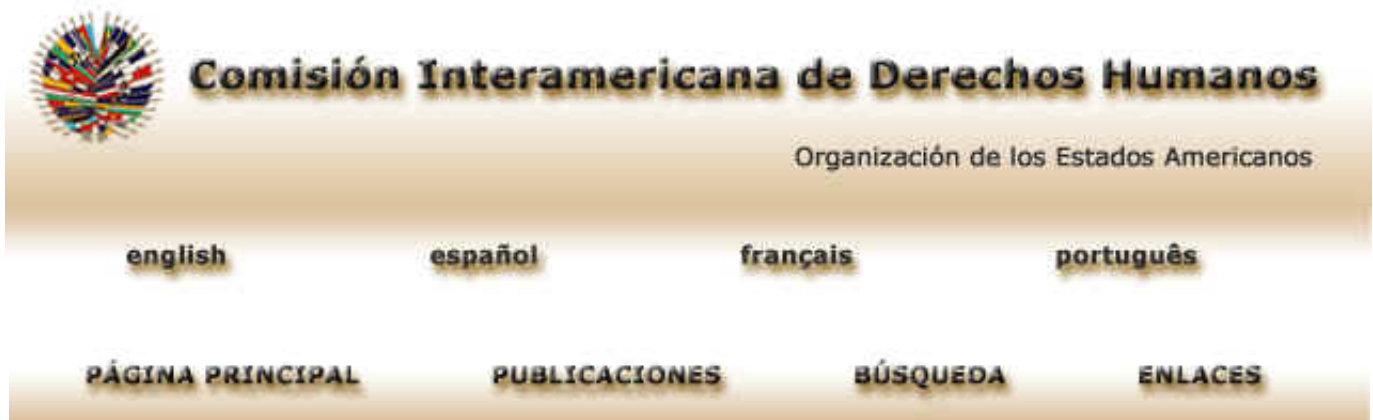 Comisión Interamericana de Derechos Humanos
Organización de los Estados Americanos
english español français português
PÁGINA PRINCIPAL PUBLICACIONES BÚSQUEDA ENLACES